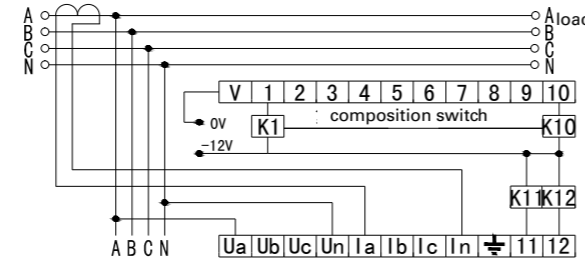 A A load
B B
C C
N N
V 1 2 3 4 5 6 7 8 9 10
0V K1 composition switch K10
-12V
K11 K12
A B C N Ua Ub Uc Un Ia Ib Ic In 11 12